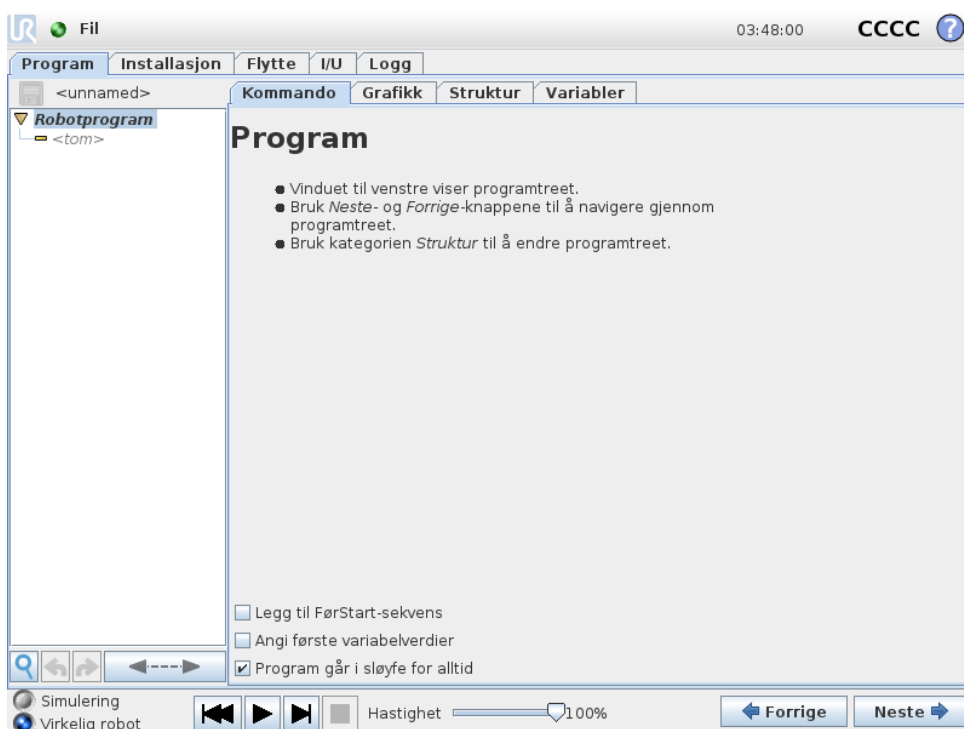 UR Fil 03:48:00 CCCC ?
Program Installasjon Flytte I/U Logg
<unnamed> Kommando Grafikk Struktur Variabler
Robotprogram
<tom>
Program
Vinduet til venstre viser programtreet.
Bruk Neste- og Forrige-knappene til å navigere gjennom
programtreet.
Bruk kategorien Struktur til å endre programtreet.
Legg til FørStart-sekvens
Angi første variabelverdier
Program går i sløyfe for alltid
Simulering
Virkelig robot
Hastighet 100% Forrige Neste